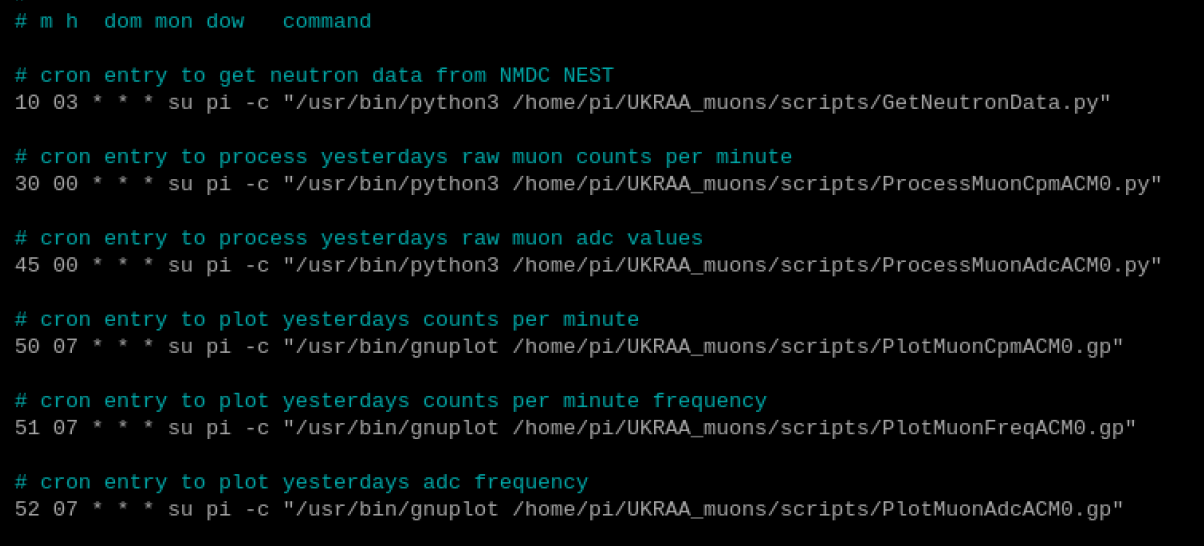 # m h  dom mon dow   command
# cron entry to get neutron data from NMDC NEST
10 03 * * * su pi -c "/usr/bin/python3 /home/pi/UKRAA_muons/scripts/GetNeutronData.py"
# cron entry to process yesterdays raw muon counts per minute
30 00 * * * su pi -c "/usr/bin/python3 /home/pi/UKRAA_muons/scripts/ProcessMuonCpmACM0.py"
# cron entry to process yesterdays raw muon adc values
45 00 * * * su pi -c "/usr/bin/python3 /home/pi/UKRAA_muons/scripts/ProcessMuonAdcACM0.py"
# cron entry to plot yesterdays counts per minute
50 07 * * * su pi -c "/usr/bin/gnuplot /home/pi/UKRAA_muons/scripts/PlotMuonCpmACM0.gp"
# cron entry to plot yesterdays counts per minute frequency
51 07 * * * su pi -c "/usr/bin/gnuplot /home/pi/UKRAA_muons/scripts/PlotMuonFreqACM0.gp"
# cron entry to plot yesterdays adc frequency
52 07 * * * su pi -c "/usr/bin/gnuplot /home/pi/UKRAA_muons/scripts/PlotMuonAdcACM0.gp"